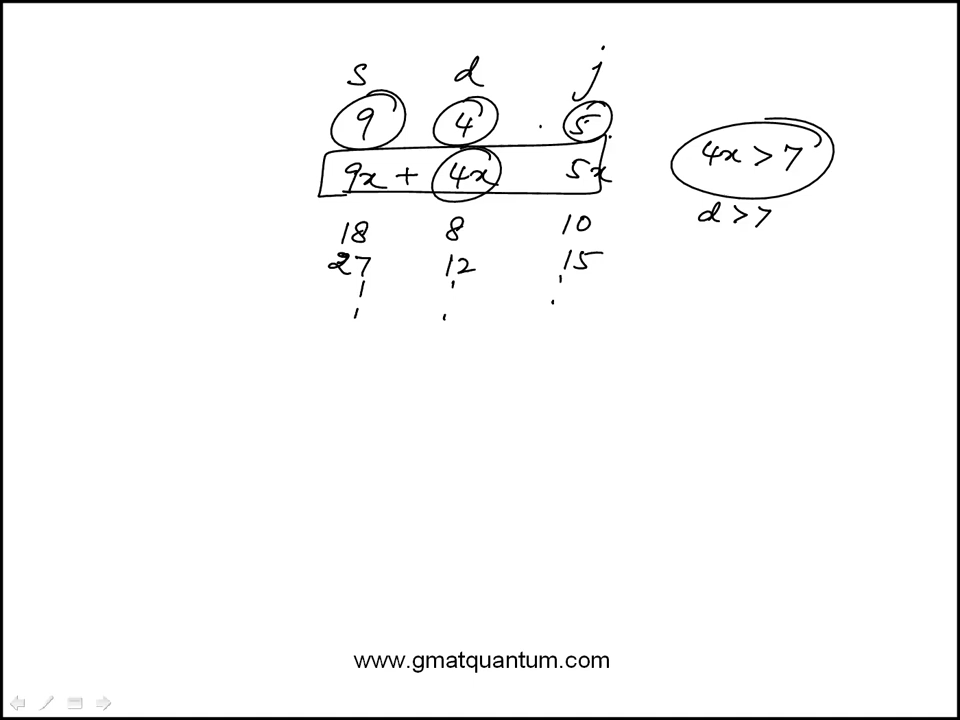 s d j
9 4 5
9x + 4x 5x
4x > 7
d > 7
18 8 10
27 12 15
www.gmatquantum.com